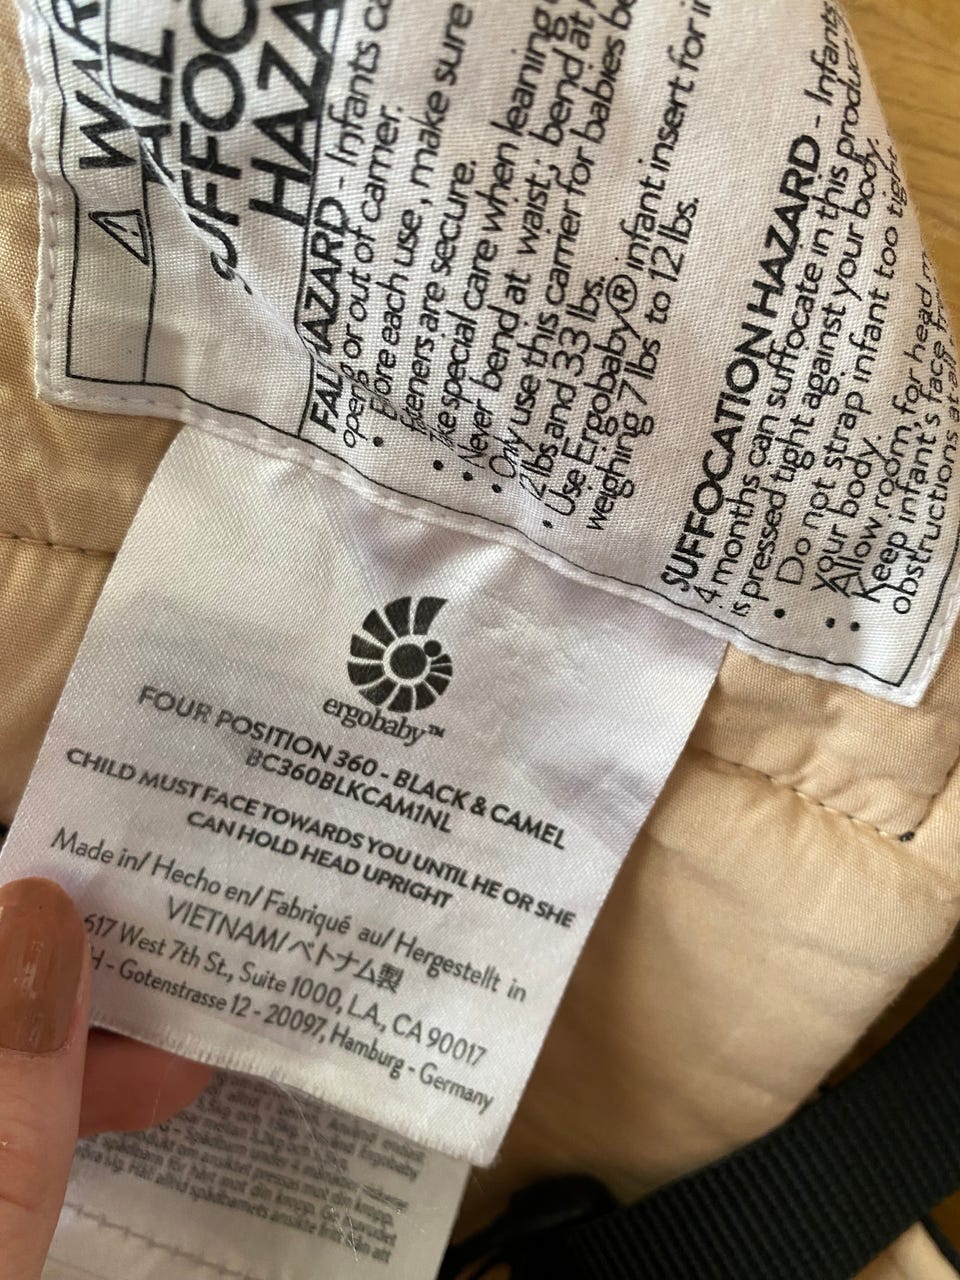 WAR
ALL
UFFOC
HAZA
FALL HAZARD - Infants ca
opening or out of carrier.
• Before each use, make sure
fasteners are secure.
• Take special care when leaning
• Never bend at waist; bend at
• Only use this carrier for babies be
12lbs and 33 lbs.
• Use Ergobaby® infant insert for in
weighing 7lbs to 12 lbs.
SUFFOCATION HAZARD - Infants
4 months can suffocate in this product
is pressed tight against your body.
• Do not strap infant too tight
your body.
• Allow room for head m
• Keep infant's face fr
obstructions at all
ergobaby™
FOUR POSITION 360 - BLACK & CAMEL
BC360BLKCAM1NL
CHILD MUST FACE TOWARDS YOU UNTIL HE OR SHE
CAN HOLD HEAD UPRIGHT
Made in/ Hecho en/ Fabriqué au/ Hergestellt in
VIETNAM/ベトナム製
617 West 7th St., Suite 1000, L.A., CA 90017
H - Gotenstrasse 12 - 20097, Hamburg - Germany